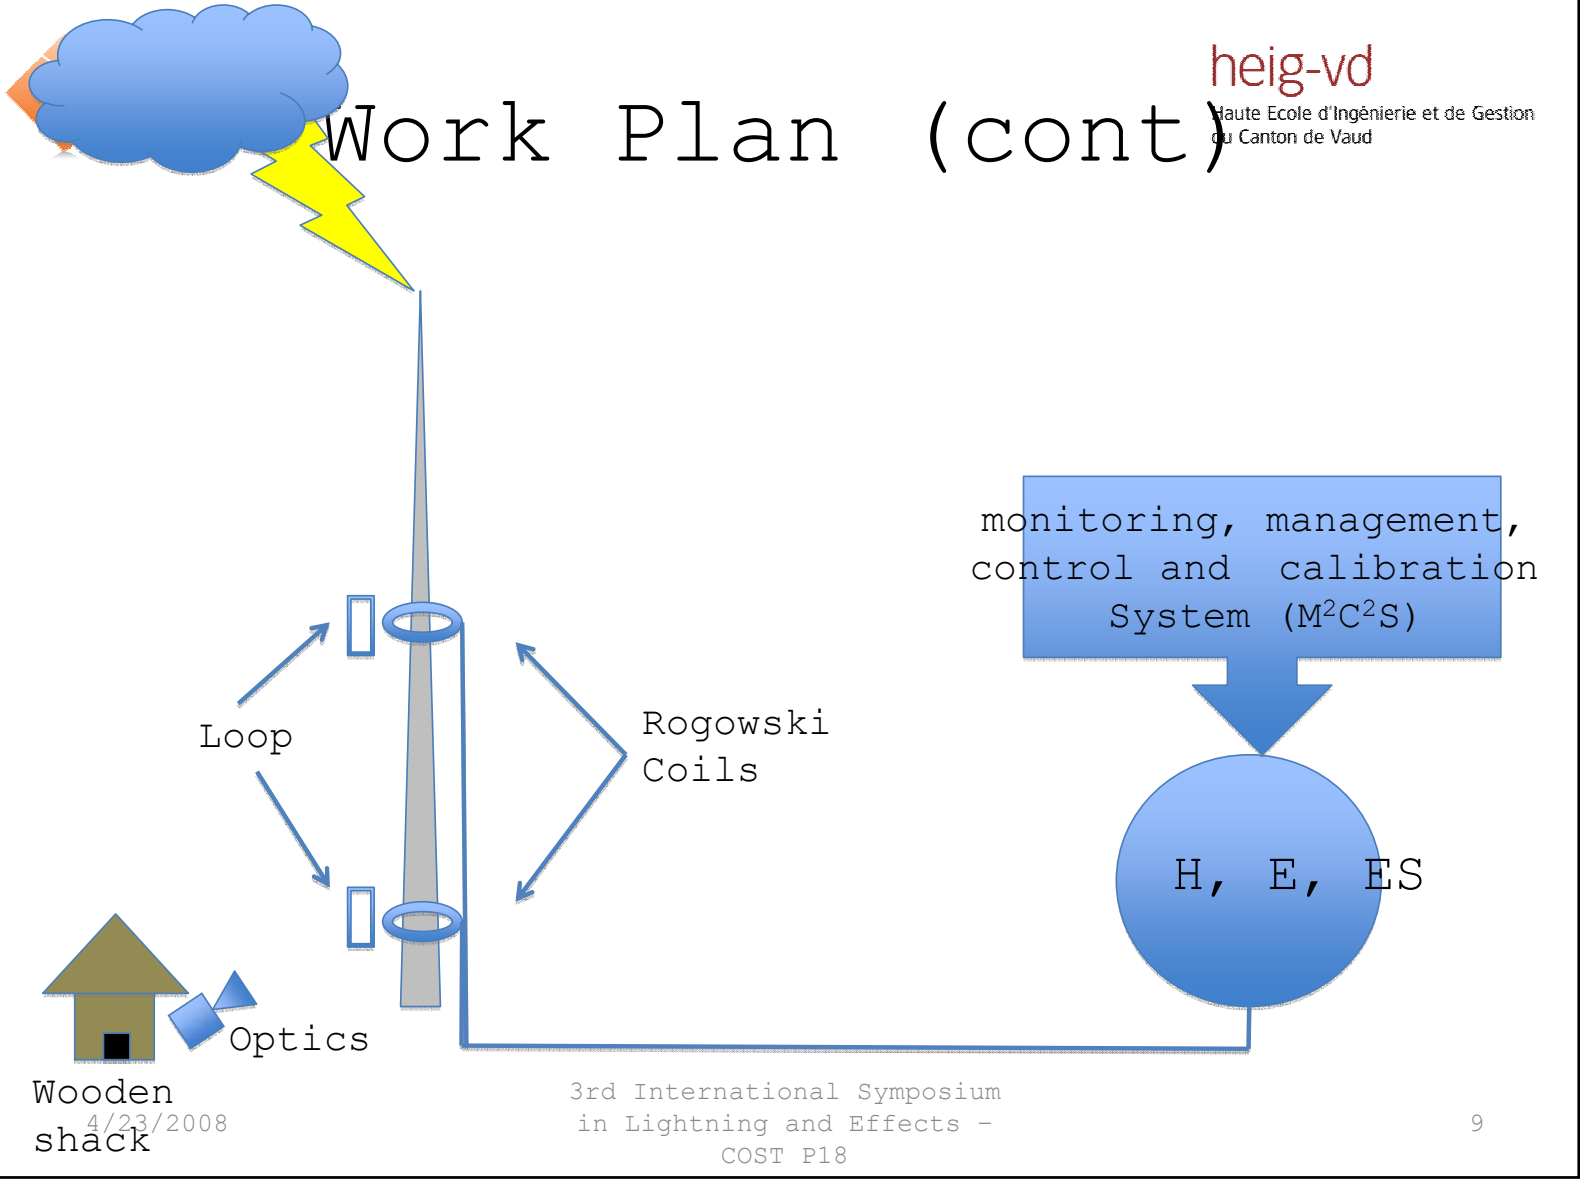 heig-vd
Haute Ecole d'Ingénierie et de Gestion
du Canton de Vaud
Work Plan (cont)
monitoring, management,
control and calibration
System (M²C²S)
Loop
Rogowski
Coils
H, E, ES
Optics
Wooden
shack
4/23/2008
3rd International Symposium
in Lightning and Effects –
COST P18
9